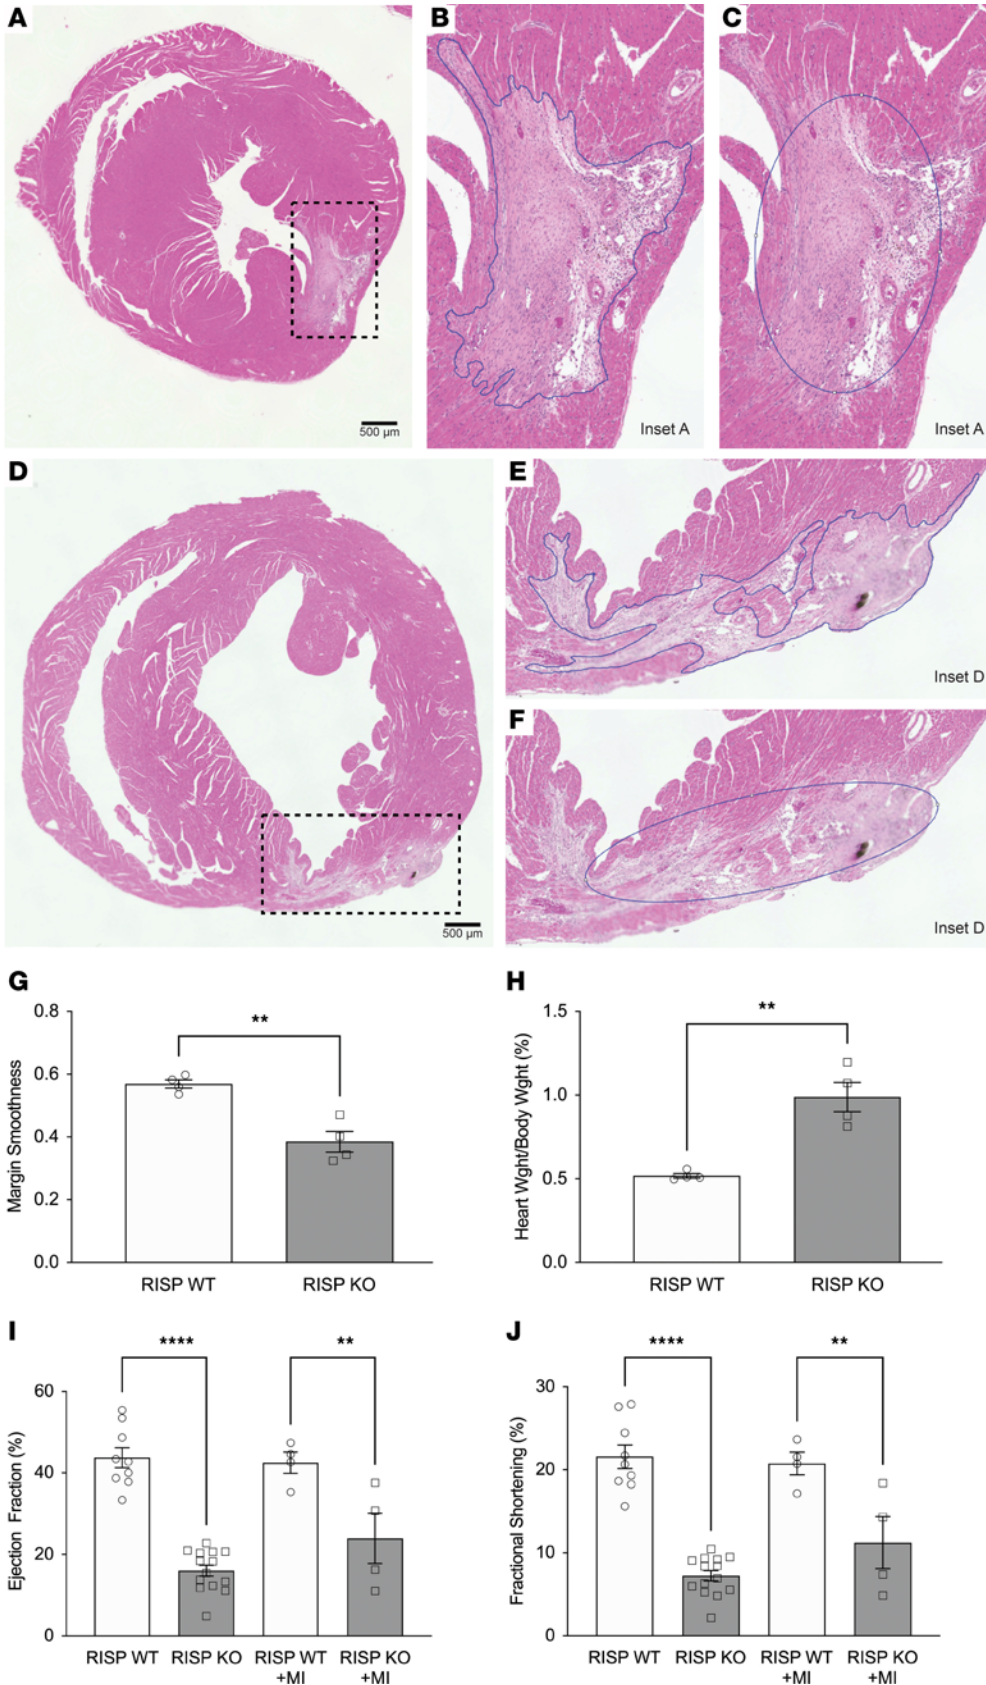 A
B
C
500 µm
Inset A
Inset A
D
E
Inset D
F
500 µm
Inset D
G
Margin Smoothness
0.8
0.6
0.4
0.2
0.0
**
RISP WT
RISP KO
H
Heart Wght/Body Wght (%)
1.5
1.0
0.5
0.0
**
RISP WT
RISP KO
I
Ejection Fraction (%)
60
40
20
0
****
**
RISP WT
RISP KO
RISP WT +MI
RISP KO +MI
J
Fractional Shortening (%)
30
20
10
0
****
**
RISP WT
RISP KO
RISP WT +MI
RISP KO +MI